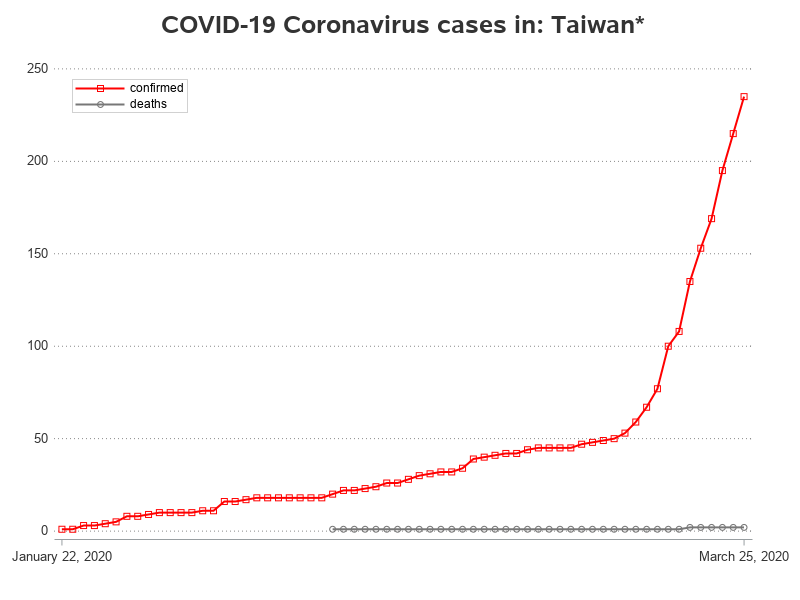 COVID-19 Coronavirus cases in: Taiwan*
250
confirmed
deaths
200
150
100
50
0
January 22, 2020
March 25, 2020